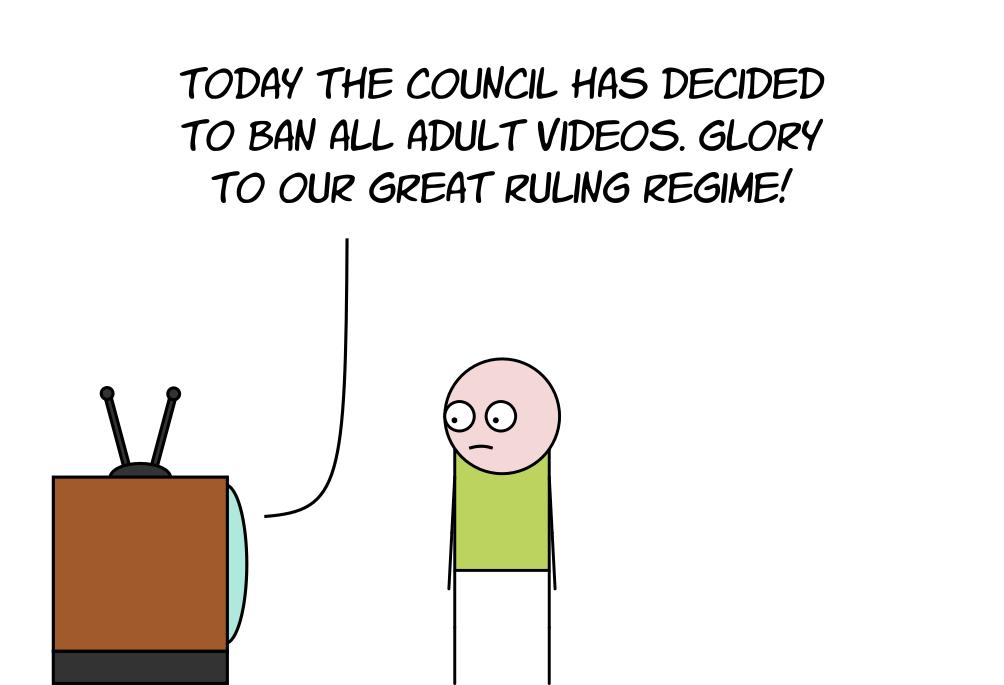 TODAY THE COUNCIL HAS DECIDED
TO BAN ALL ADULT VIDEOS. GLORY
TO OUR GREAT RULING REGIME!